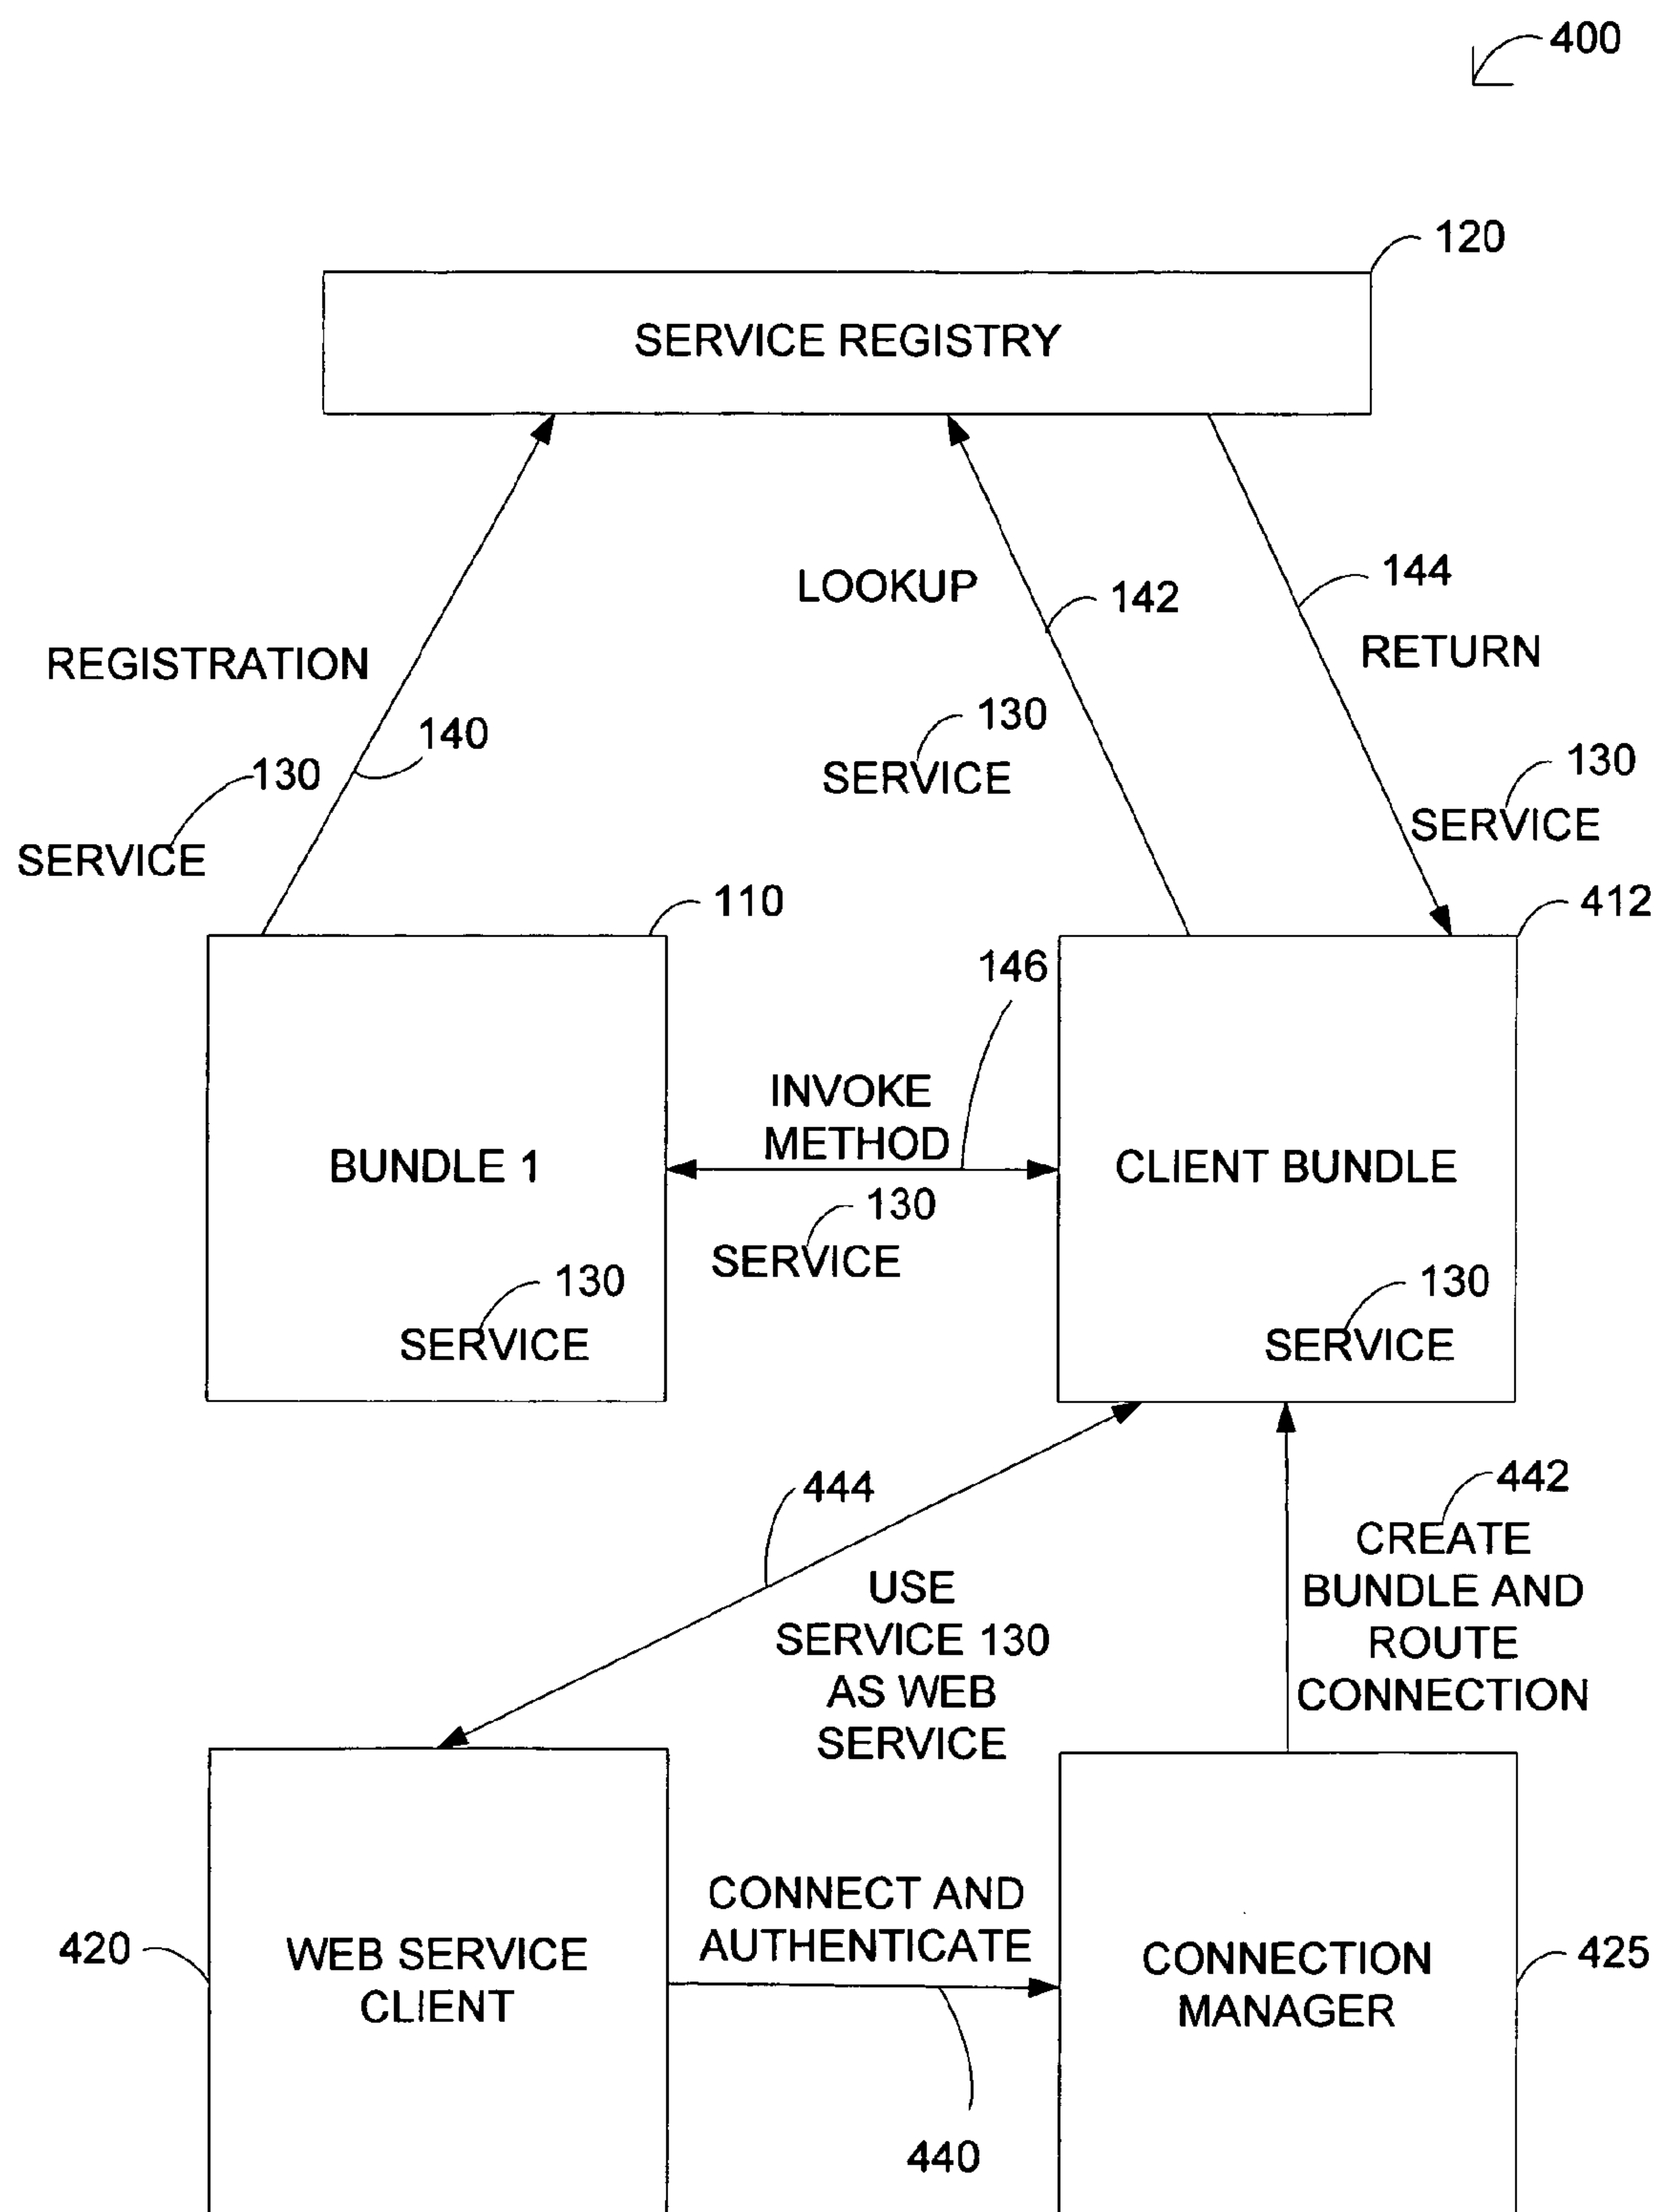 400
120
SERVICE REGISTRY
LOOKUP
142
144
RETURN
REGISTRATION
140
130
SERVICE
130
SERVICE
130
SERVICE
110
412
146
INVOKE
METHOD
BUNDLE 1
CLIENT BUNDLE
130
SERVICE
130
SERVICE
130
SERVICE
444
442
CREATE
BUNDLE AND
ROUTE
CONNECTION
USE
SERVICE 130
AS WEB
SERVICE
CONNECT AND
AUTHENTICATE
420
WEB SERVICE
CLIENT
CONNECTION
MANAGER
425
440